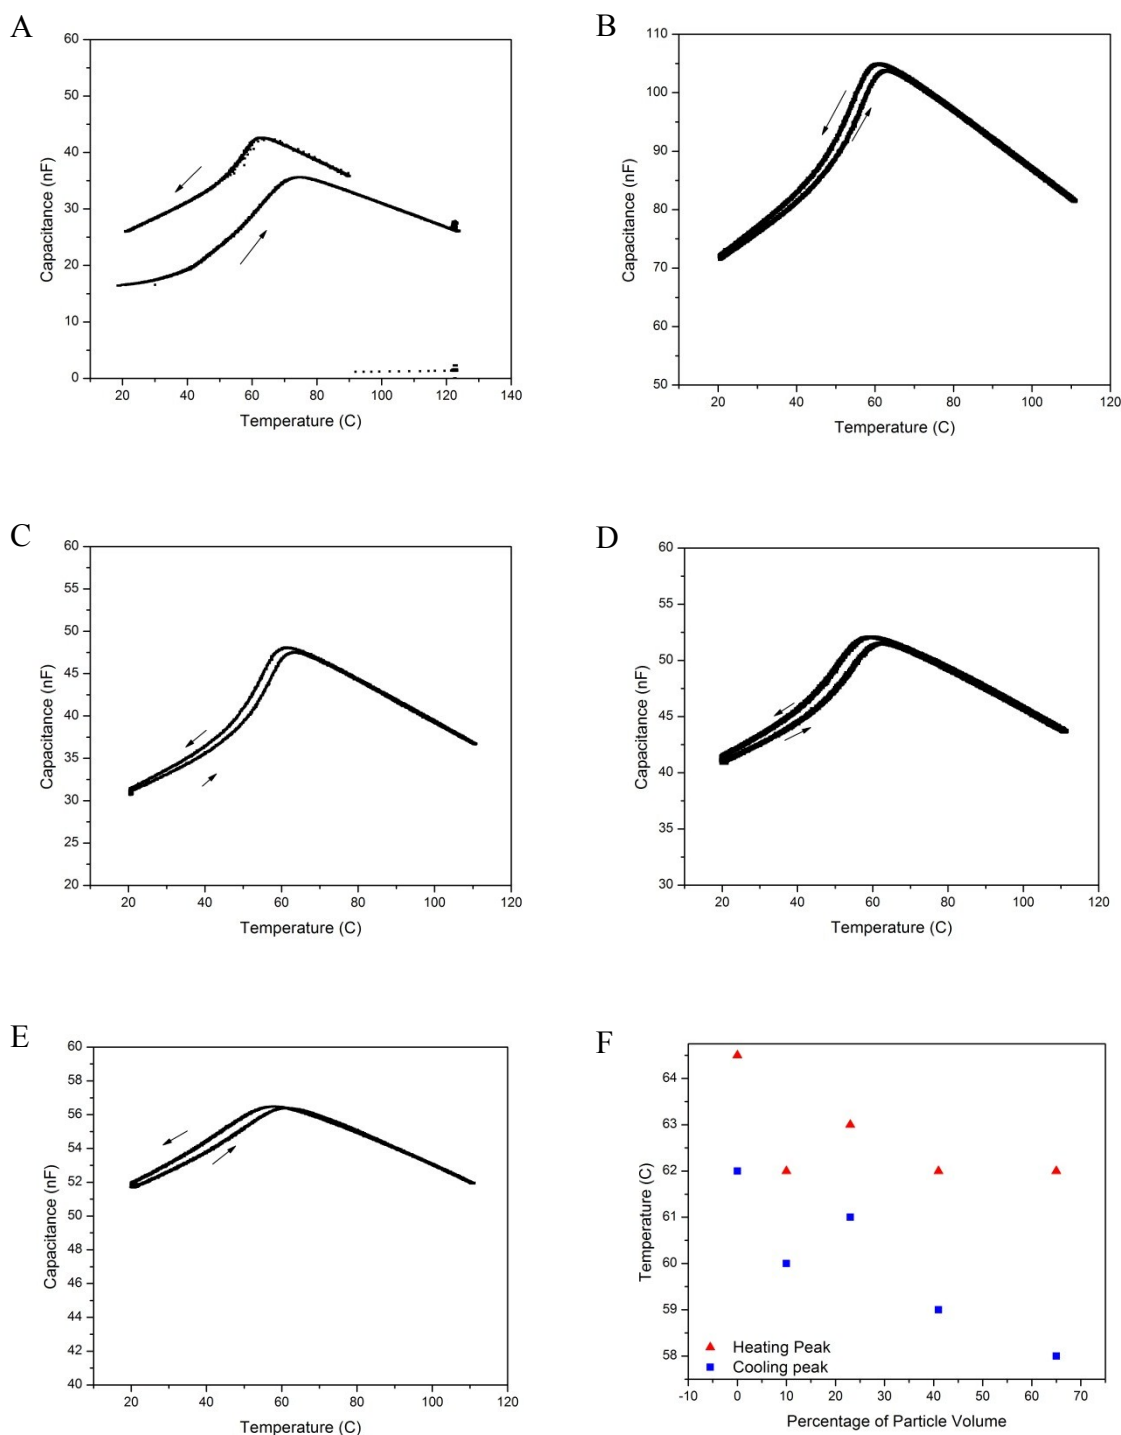 A
60
50
40
30
20
10
0
Capacitance (nF)
20 40 60 80 100 120 140
Temperature (C)
B
110
100
90
80
70
60
50
Capacitance (nF)
20 40 60 80 100 120
Temperature (C)
C
60
55
50
45
40
35
30
25
20
Capacitance (nF)
20 40 60 80 100 120
Temperature (C)
D
60
55
50
45
40
35
30
Capacitance (nF)
20 40 60 80 100 120
Temperature (C)
E
60
58
56
54
52
50
48
46
44
42
40
Capacitance (nF)
20 40 60 80 100 120
Temperature (C)
F
64
63
62
61
60
59
58
Temperature (C)
Heating Peak
Cooling peak
-10 0 10 20 30 40 50 60 70
Percentage of Particle Volume